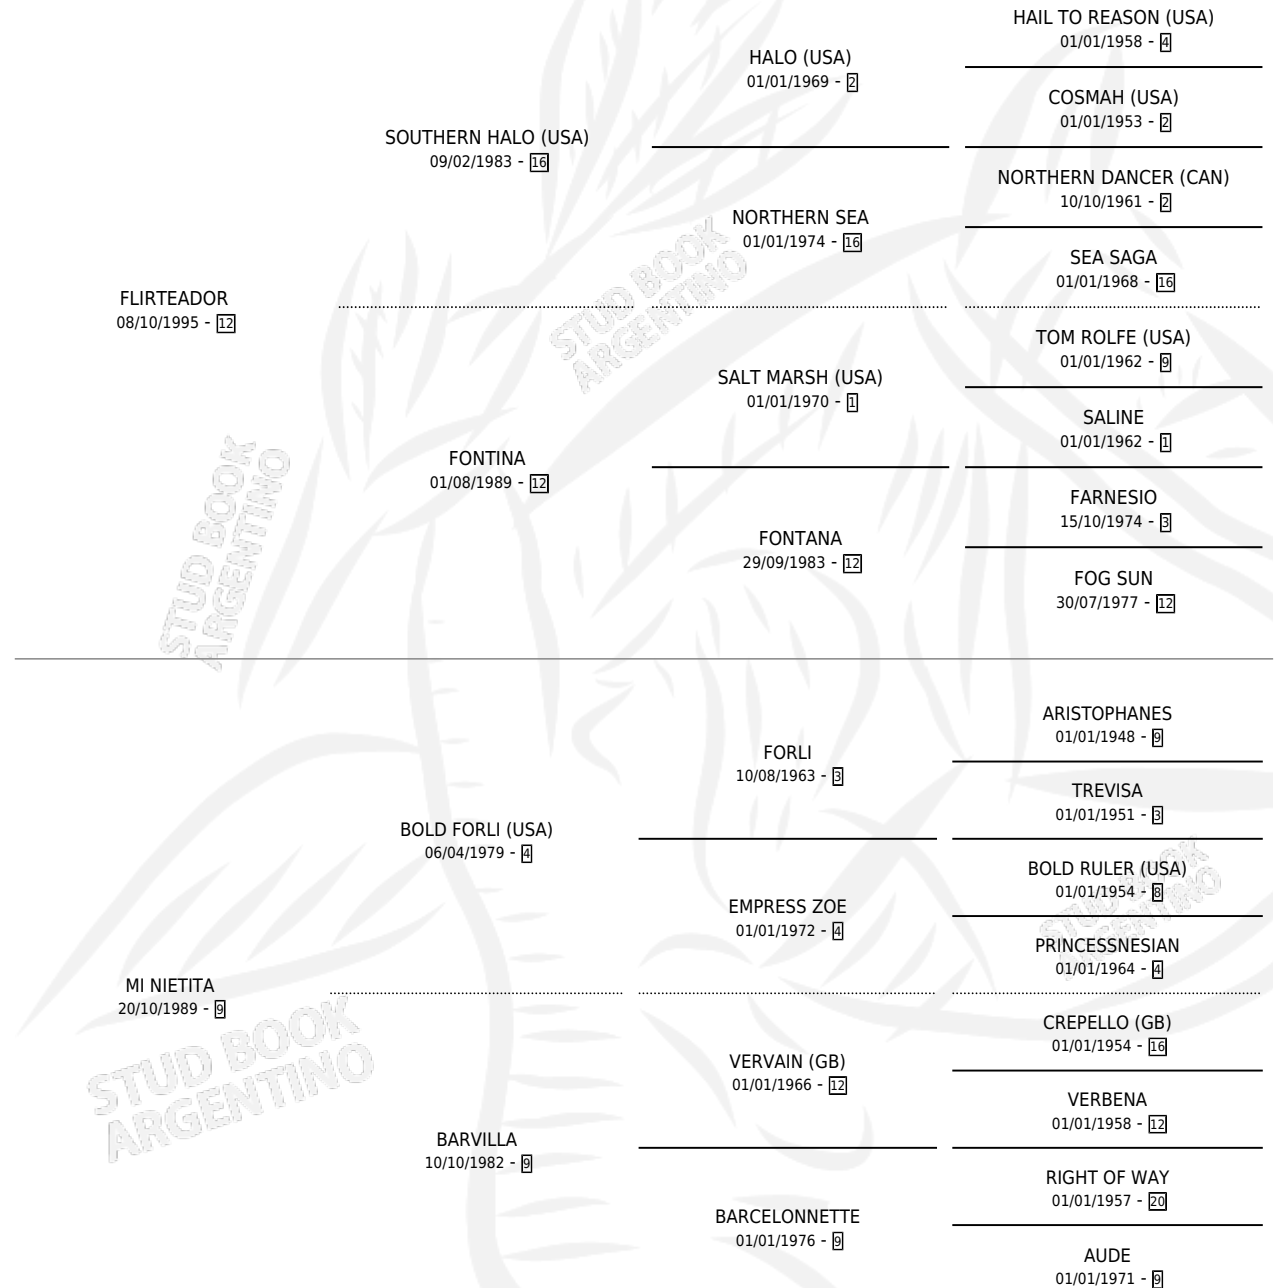 HAIL TO REASON (USA)
01/01/1958 - 4
HALO (USA)
01/01/1969 - 2
COSMAH (USA)
01/01/1953 - 2
SOUTHERN HALO (USA)
09/02/1983 - 16
NORTHERN DANCER (CAN)
10/10/1961 - 2
NORTHERN SEA
01/01/1974 - 16
SEA SAGA
01/01/1968 - 16
FLIRTEADOR
08/10/1995 - 12
STUD BOOK
ARGENTINO
TOM ROLFE (USA)
01/01/1962 - 9
SALT MARSH (USA)
01/01/1970 - 1
SALINE
01/01/1962 - 1
FONTINA
01/08/1989 - 12
FARNESIO
15/10/1974 - 3
FONTANA
29/09/1983 - 12
FOG SUN
30/07/1977 - 12
STUD BOOK
ARGENTINO
ARISTOPHANES
01/01/1948 - 9
FORLI
10/08/1963 - 3
TREVISA
01/01/1951 - 3
BOLD FORLI (USA)
06/04/1979 - 4
BOLD RULER (USA)
01/01/1954 - 8
EMPRESS ZOE
01/01/1972 - 4
STUD BOOK
ARGENTINO
PRINCESSNESIAN
01/01/1964 - 4
MI NIETITA
20/10/1989 - 9
CREPELLO (GB)
01/01/1954 - 16
VERVAIN (GB)
01/01/1966 - 12
VERBENA
01/01/1958 - 12
STUD BOOK
ARGENTINO
BARVILLA
10/10/1982 - 9
RIGHT OF WAY
01/01/1957 - 20
BARCELONNETTE
01/01/1976 - 9
AUDE
01/01/1971 - 9